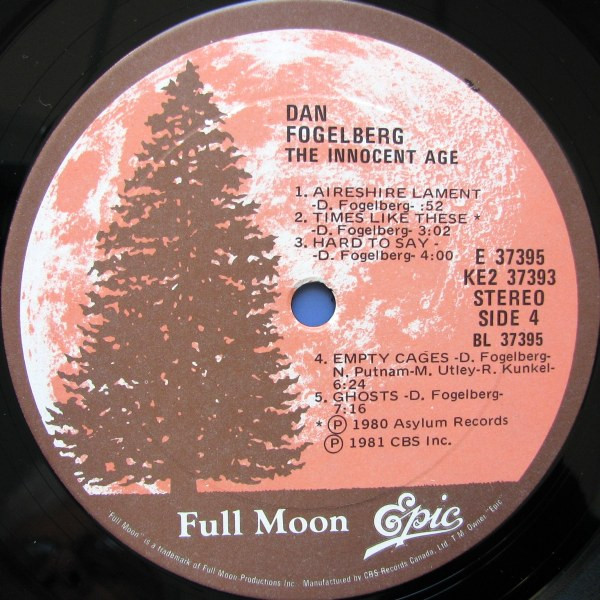 DAN
FOGELBERG
THE INNOCENT AGE
1. AIRESHIRE LAMENT
-D. Fogelberg- :52
2. TIMES LIKE THESE *
-D. Fogelberg- 3:02
3. HARD TO SAY -
-D. Fogelberg- 4:00
E 37395
KE2 37393
STEREO
SIDE 4
BL 37395
4. EMPTY CAGES -D. Fogelberg-
N. Putnam-M. Utley-R. Kunkel-
6:24
5. GHOSTS -D. Fogelberg-
7:16
* Ⓟ 1980 Asylum Records
Ⓟ 1981 CBS Inc.
Full Moon Epic
"Full Moon" is a trademark of Full Moon Productions Inc. Manufactured by CBS Records Canada, Ltd. T.M. Owner "Epic"